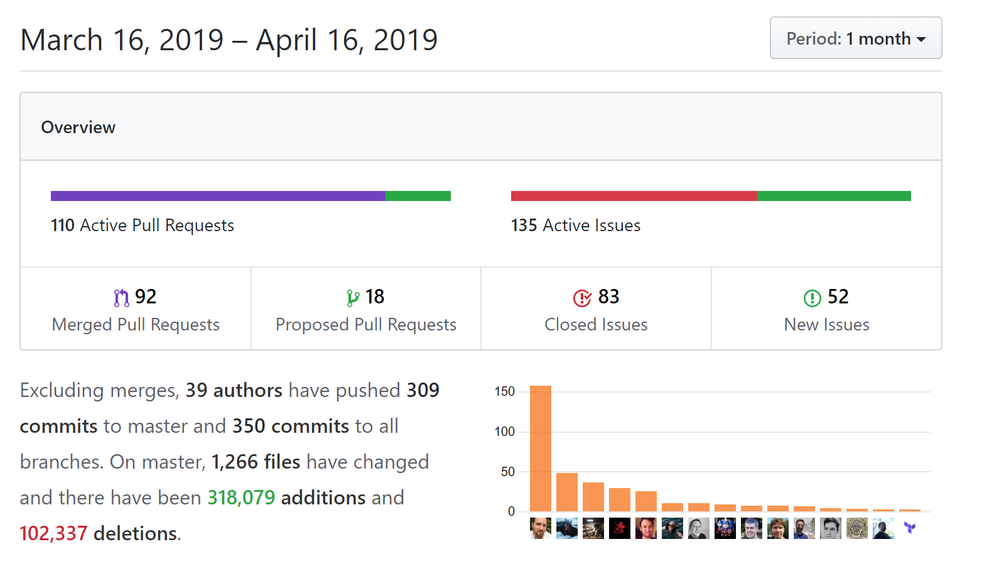 March 16, 2019 – April 16, 2019
Period: 1 month
Overview
110 Active Pull Requests
135 Active Issues
92
Merged Pull Requests
18
Proposed Pull Requests
83
Closed Issues
52
New Issues
Excluding merges, 39 authors have pushed 309
commits to master and 350 commits to all
branches. On master, 1,266 files have changed
and there have been 318,079 additions and
102,337 deletions.
150
100
50
0